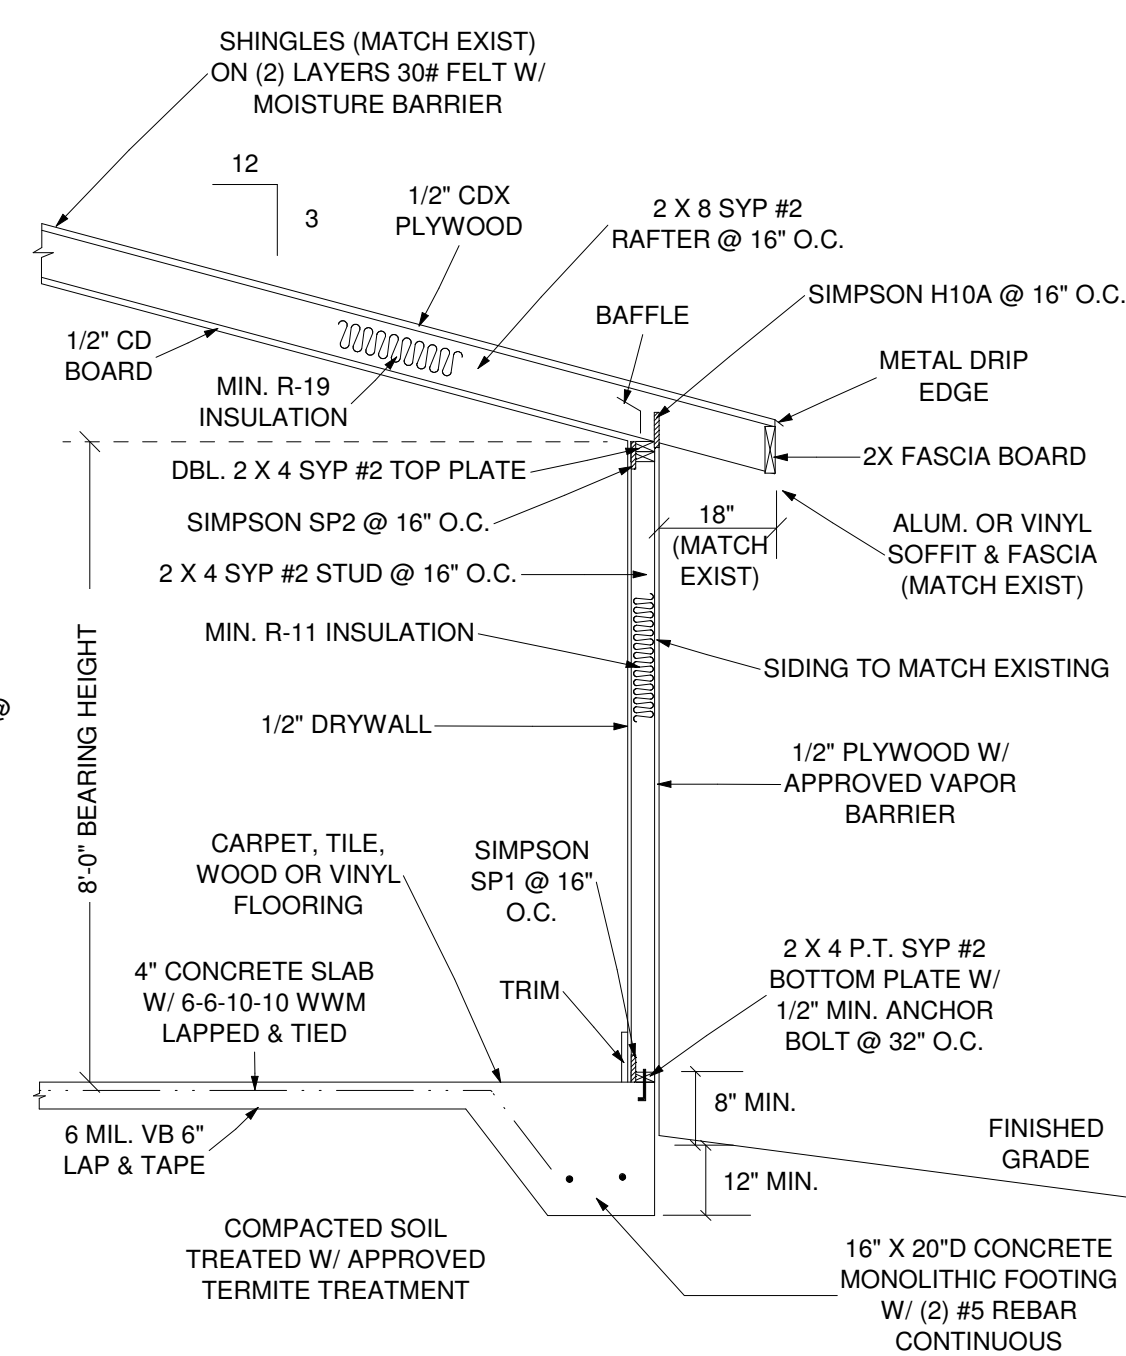 SHINGLES (MATCH EXIST)
ON (2) LAYERS 30# FELT W/
MOISTURE BARRIER
12
3
1/2" CDX
PLYWOOD
2 X 8 SYP #2
RAFTER @ 16" O.C.
SIMPSON H10A @ 16" O.C.
BAFFLE
1/2" CD
BOARD
MIN. R-19
INSULATION
METAL DRIP
EDGE
DBL. 2 X 4 SYP #2 TOP PLATE
2X FASCIA BOARD
SIMPSON SP2 @ 16" O.C.
18"
(MATCH
EXIST)
ALUM. OR VINYL
SOFFIT & FASCIA
(MATCH EXIST)
2 X 4 SYP #2 STUD @ 16" O.C.
MIN. R-11 INSULATION
SIDING TO MATCH EXISTING
@
8'-0" BEARING HEIGHT
1/2" DRYWALL
1/2" PLYWOOD W/
APPROVED VAPOR
BARRIER
CARPET, TILE,
WOOD OR VINYL
FLOORING
SIMPSON
SP1 @ 16"
O.C.
4" CONCRETE SLAB
W/ 6-6-10-10 WWM
LAPPED & TIED
TRIM
2 X 4 P.T. SYP #2
BOTTOM PLATE W/
1/2" MIN. ANCHOR
BOLT @ 32" O.C.
8" MIN.
6 MIL. VB 6"
LAP & TAPE
FINISHED
GRADE
12" MIN.
COMPACTED SOIL
TREATED W/ APPROVED
TERMITE TREATMENT
16" X 20"D CONCRETE
MONOLITHIC FOOTING
W/ (2) #5 REBAR
CONTINUOUS